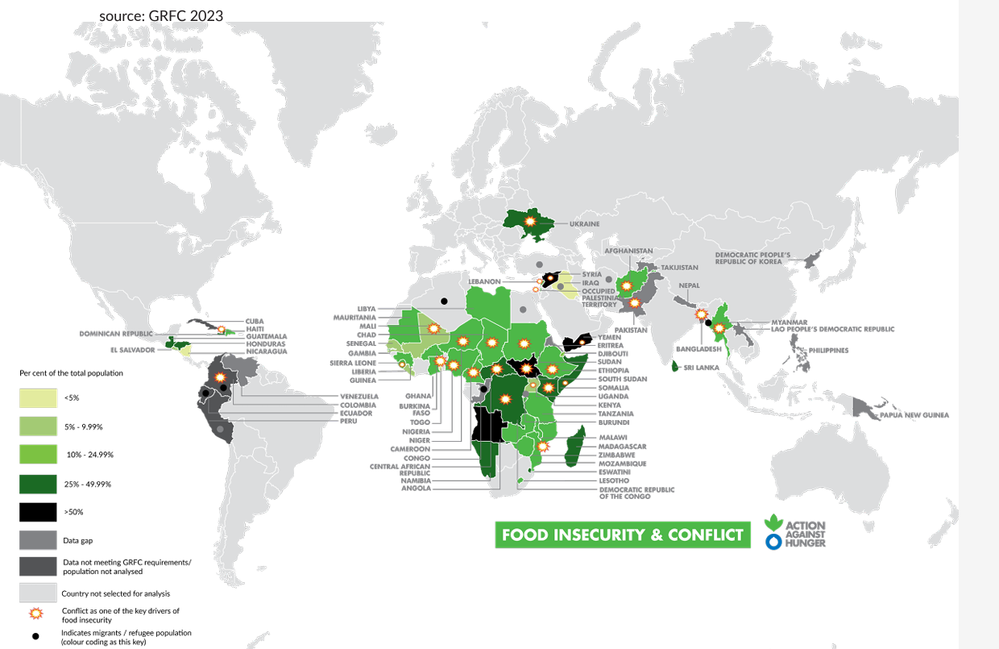 source: GRFC 2023
UKRAINE
AFGHANISTAN
DEMOCRATIC PEOPLE'S
REPUBLIC OF KOREA
TAKIJISTAN
SYRIA
LEBANON
IRAQ
NEPAL
OCCUPIED
PALESTINIA
TERRITORY
LIBYA
MAURITANIA
MALI
CHAD
SENEGAL
GAMBIA
SIERRA LEONE
LIBERIA
GUINEA
CUBA
HAITI
DOMINICAN REPUBLIC
GUATEMALA
HONDURAS
EL SALVADOR
NICARAGUA
PAKISTAN
MYANMAR
LAO PEOPLE'S DEMOCRATIC REPUBLIC
BANGLADESH
PHILIPPINES
SRI LANKA
YEMEN
ERITREA
DJIBOUTI
SUDAN
ETHIOPIA
SOUTH SUDAN
SOMALIA
UGANDA
KENYA
TANZANIA
BURUNDI
MALAWI
MADAGASCAR
ZIMBABWE
MOZAMBIQUE
ESWATINI
LESOTHO
DEMOCRATIC REPUBLIC
OF THE CONGO
PAPUA NEW GUINEA
VENEZUELA
COLOMBIA
ECUADOR
PERU
GHANA
BURKINA
FASO
TOGO
NIGERIA
NIGER
CAMEROON
CONGO
CENTRAL AFRICAN
REPUBLIC
NAMIBIA
ANGOLA
Per cent of the total population
<5%
5% - 9.99%
10% - 24.99%
25% - 49.99%
>50%
Data gap
Data not meeting GRFC requirements/
population not analysed
Country not selected for analysis
Conflict as one of the key drivers of
food insecurity
Indicates migrants / refugee population
(colour coding as this key)
FOOD INSECURITY & CONFLICT
ACTION
AGAINST
HUNGER